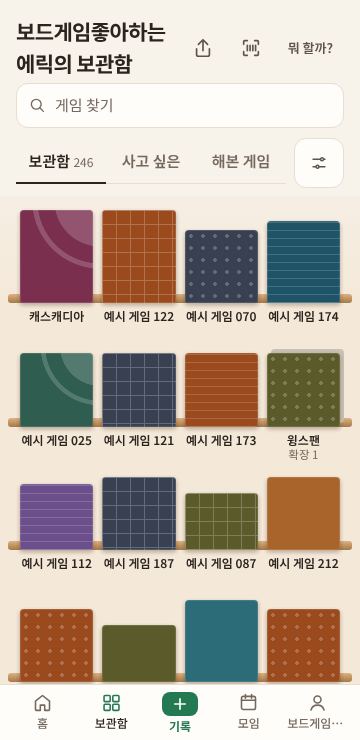 보드게임좋아하는
에릭의 보관함
뭐 할까?
게임 찾기
보관함 246
사고 싶은
해본 게임
캐스캐디아
예시 게임 122
예시 게임 070
예시 게임 174
예시 게임 025
예시 게임 121
예시 게임 173
윙스팬
확장 1
예시 게임 112
예시 게임 187
예시 게임 087
예시 게임 212
홈
보관함
기록
모임
보드게임…